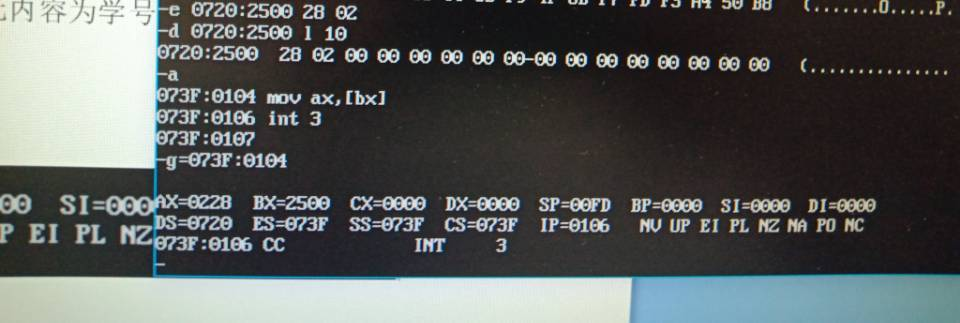 内容为学号
-e 0720:2500 28 02
-d 0720:2500 l 10
0720:2500  28 02 00 00 00 00 00 00-00 00 00 00 00 00 00 00   (...............
-a
073F:0104 mov ax,[bx]
073F:0106 int 3
073F:0107
-g=073F:0104
00  SI=000
AX=0228  BX=2500  CX=0000  DX=0000  SP=00FD  BP=0000  SI=0000  DI=0000
P EI PL NZ
DS=0720  ES=073F  SS=073F  CS=073F  IP=0106   NV UP EI PL NZ NA PO NC
073F:0106 CC            INT     3
-